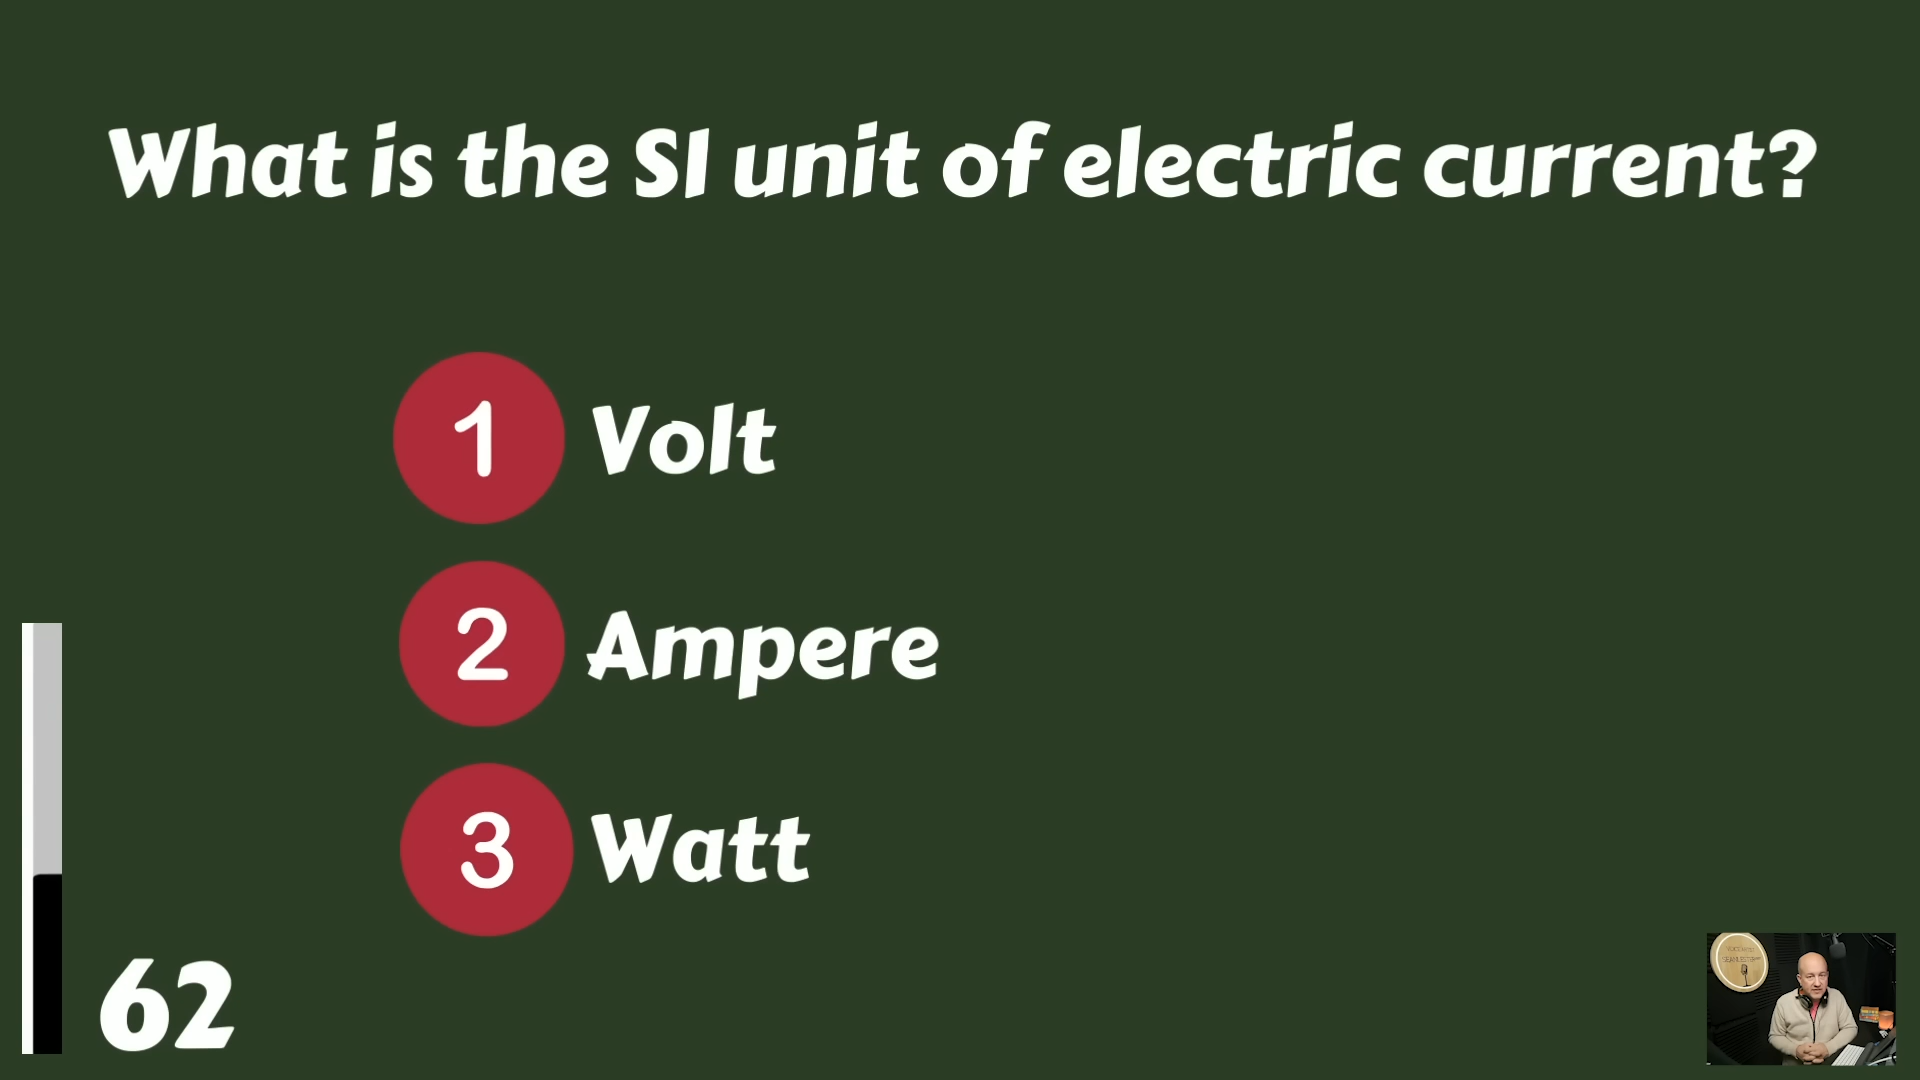 What is the SI unit of electric current?
1 Volt
2 Ampere
3 Watt
62